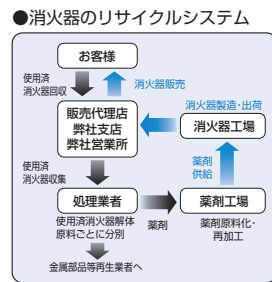 ●消火器のリサイクルシステム
お客様
使用済
消火器回収
消火器販売
販売代理店
弊社支店
弊社営業所
消火器製造・出荷
消火器工場
使用済
消火器収集
薬剤
供給
処理業者
使用済消火器解体
原料ごとに分別
薬剤
薬剤工場
薬剤原料化・
再加工
金属部品等再生業者へ